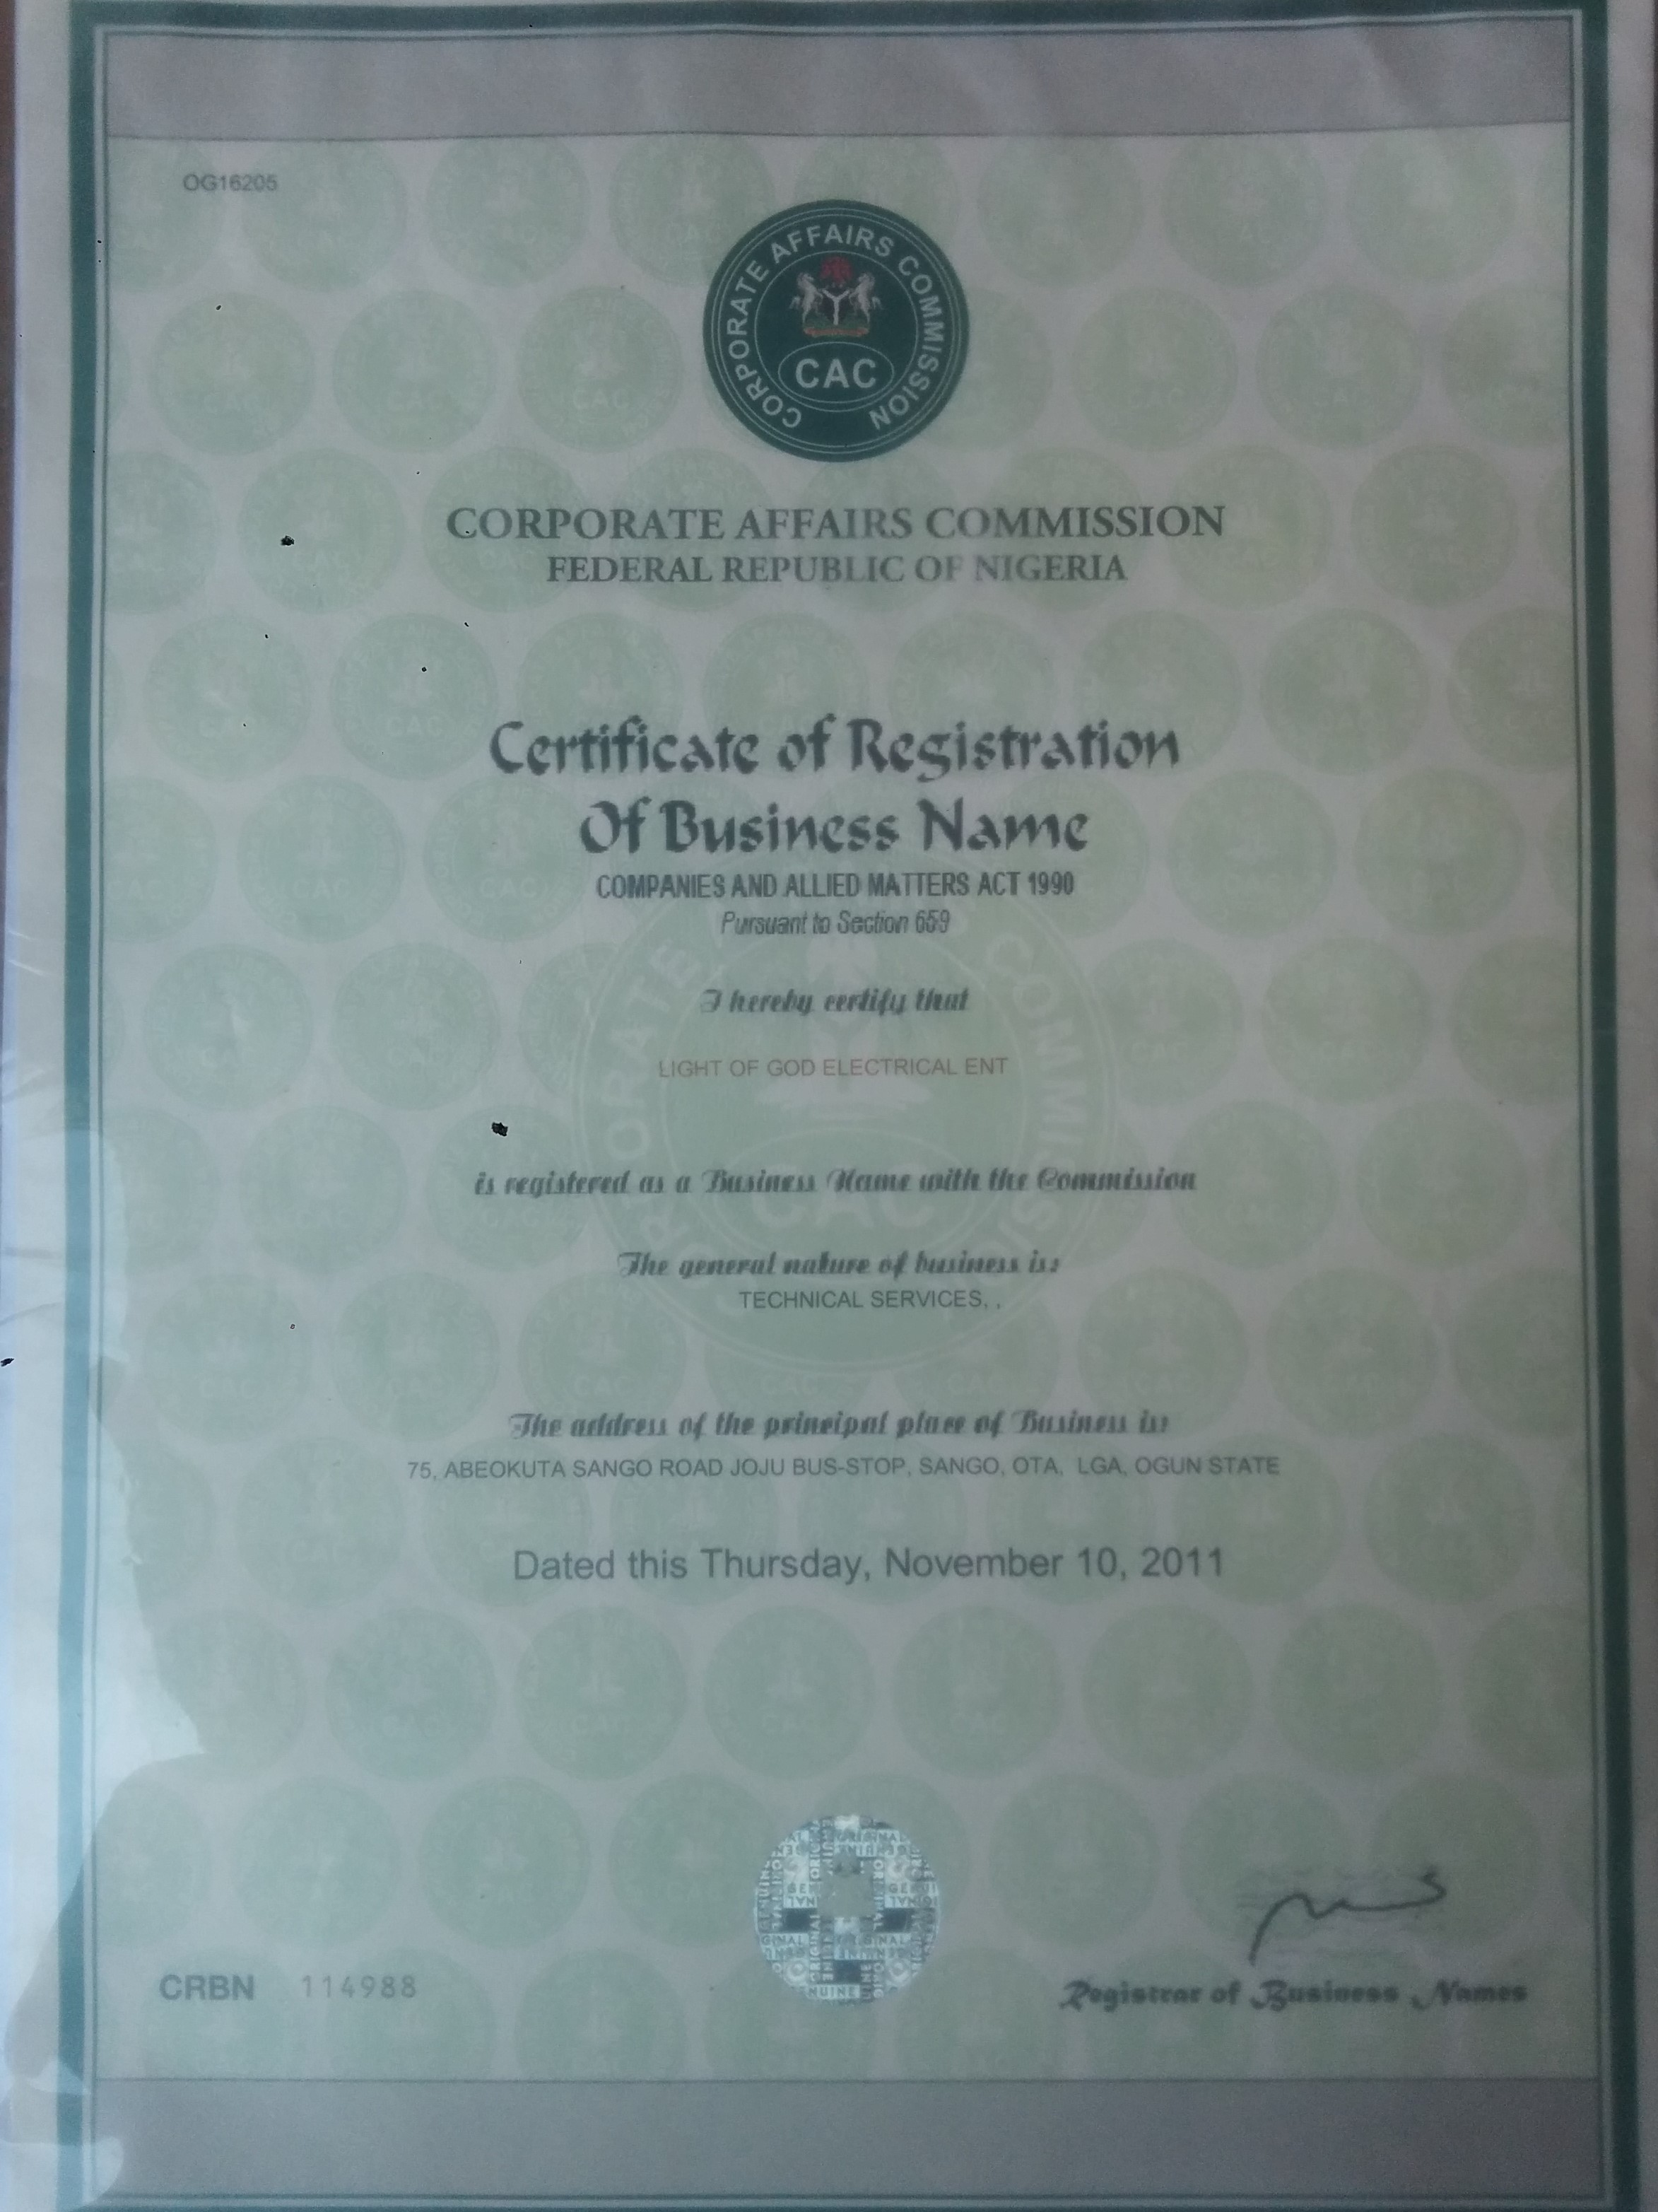 OG16205
CORPORATE AFFAIRS COMMISSION
CAC
CORPORATE AFFAIRS COMMISSION
FEDERAL REPUBLIC OF NIGERIA
Certificate of Registration
Of Business Name
COMPANIES AND ALLIED MATTERS ACT 1990
Pursuant to Section 659
I hereby certify that
LIGHT OF GOD ELECTRICAL ENT
is registered as a Business Name with the Commission
The general nature of business is:
TECHNICAL SERVICES, ,
The address of the principal place of Business is:
75, ABEOKUTA SANGO ROAD JOJU BUS-STOP, SANGO, OTA, LGA, OGUN STATE
Dated this Thursday, November 10, 2011
CRBN 114988
Registrar of Business Names